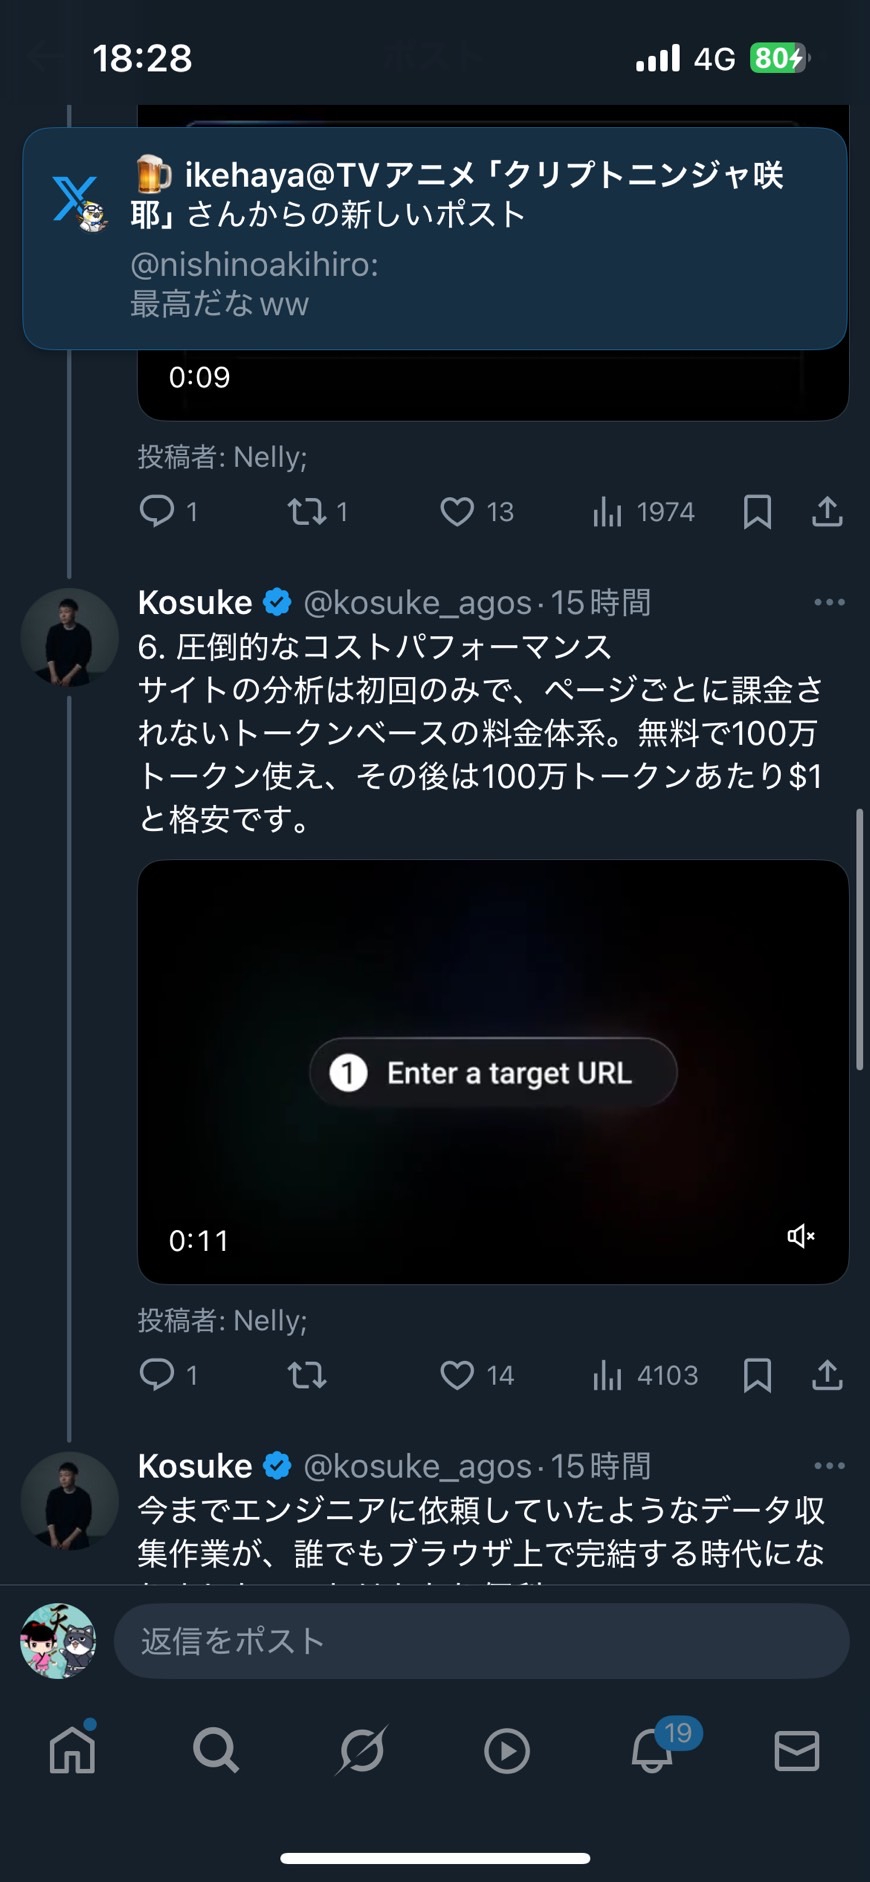 18:28
4G
80
ikehaya@TVアニメ「クリプトニンジャ咲
耶」さんからの新しいポスト
@nishinoakihiro:
最高だなww
0:09
投稿者: Nelly;
1 1 13 1974
Kosuke @kosuke_agos·15時間
6. 圧倒的なコストパフォーマンス
サイトの分析は初回のみで、ページごとに課金さ
れないトークンベースの料金体系。無料で100万
トークン使え、その後は100万トークンあたり$1
と格安です。
1 Enter a target URL
0:11
投稿者: Nelly;
1 14 4103
Kosuke @kosuke_agos·15時間
今までエンジニアに依頼していたようなデータ収
集作業が、誰でもブラウザ上で完結する時代にな
天
返信をポスト
19